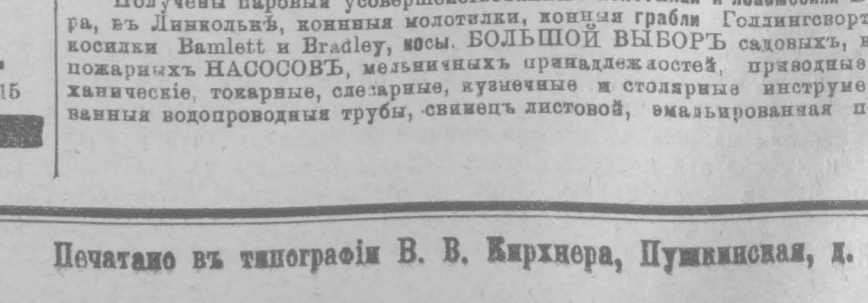 Получены паровыя
ра, въ Линкольнѣ, конныя молотилки, конныя грабли Голлингсворт
косилки Bamlett и Bradley, косы. БОЛЬШОЙ ВЫБОРЪ садовыхъ,
пожарныхъ НАСОСОВЪ, мельничныхъ принадлежностей, приводные
15 ханическіе, токарные, слесарные, кузнечные и столярные инструме
ванныя водопроводныя трубы, свинецъ листовой, эмальированная п
Печатано въ типографіи В. В. Кирхнера, Пушкинская, д.